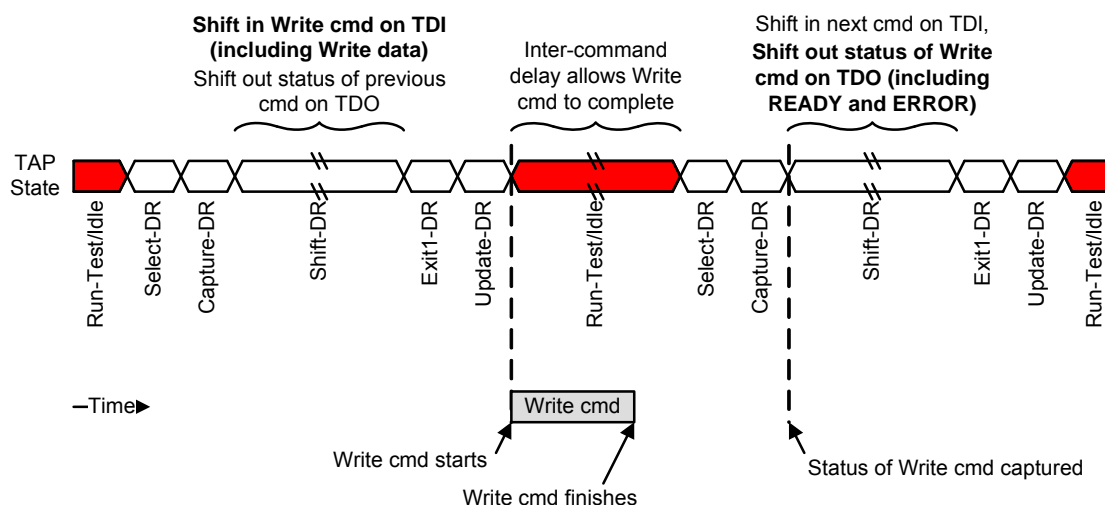 Shift in Write cmd on TDI
(including Write data)
Shift out status of previous
cmd on TDO
Inter-command
delay allows Write
cmd to complete
Shift in next cmd on TDI,
Shift out status of Write
cmd on TDO (including
READY and ERROR)
TAP
State
Run-Test/Idle
Select-DR
Capture-DR
Shift-DR
Exit1-DR
Update-DR
Run-Test/Idle
Select-DR
Capture-DR
Shift-DR
Exit1-DR
Update-DR
Run-Test/Idle
Time
Write cmd
Write cmd starts
Write cmd finishes
Status of Write cmd captured